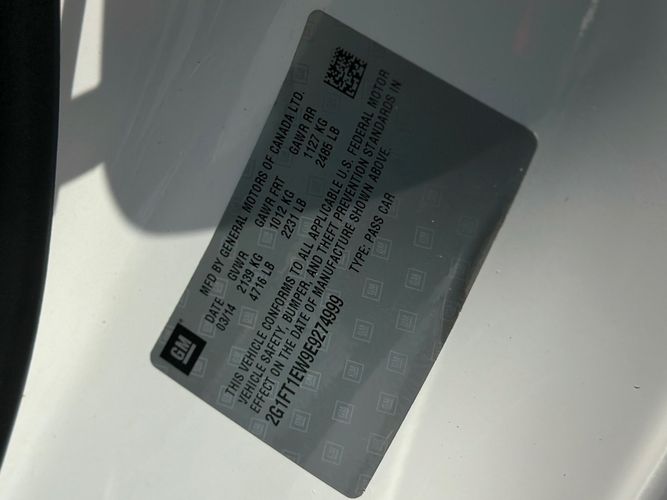 GM
MFD BY GENERAL MOTORS OF CANADA LTD.
DATE GVWR GAWR FRT GAWR RR
03/14 2139 KG 1012 KG 1127 KG
4716 LB 2231 LB 2485 LB
THIS VEHICLE CONFORMS TO ALL APPLICABLE U.S. FEDERAL MOTOR
VEHICLE SAFETY, BUMPER, AND THEFT PREVENTION STANDARDS IN
EFFECT ON THE DATE OF MANUFACTURE SHOWN ABOVE.
2G1FT1EW9E9274999 TYPE: PASS CAR